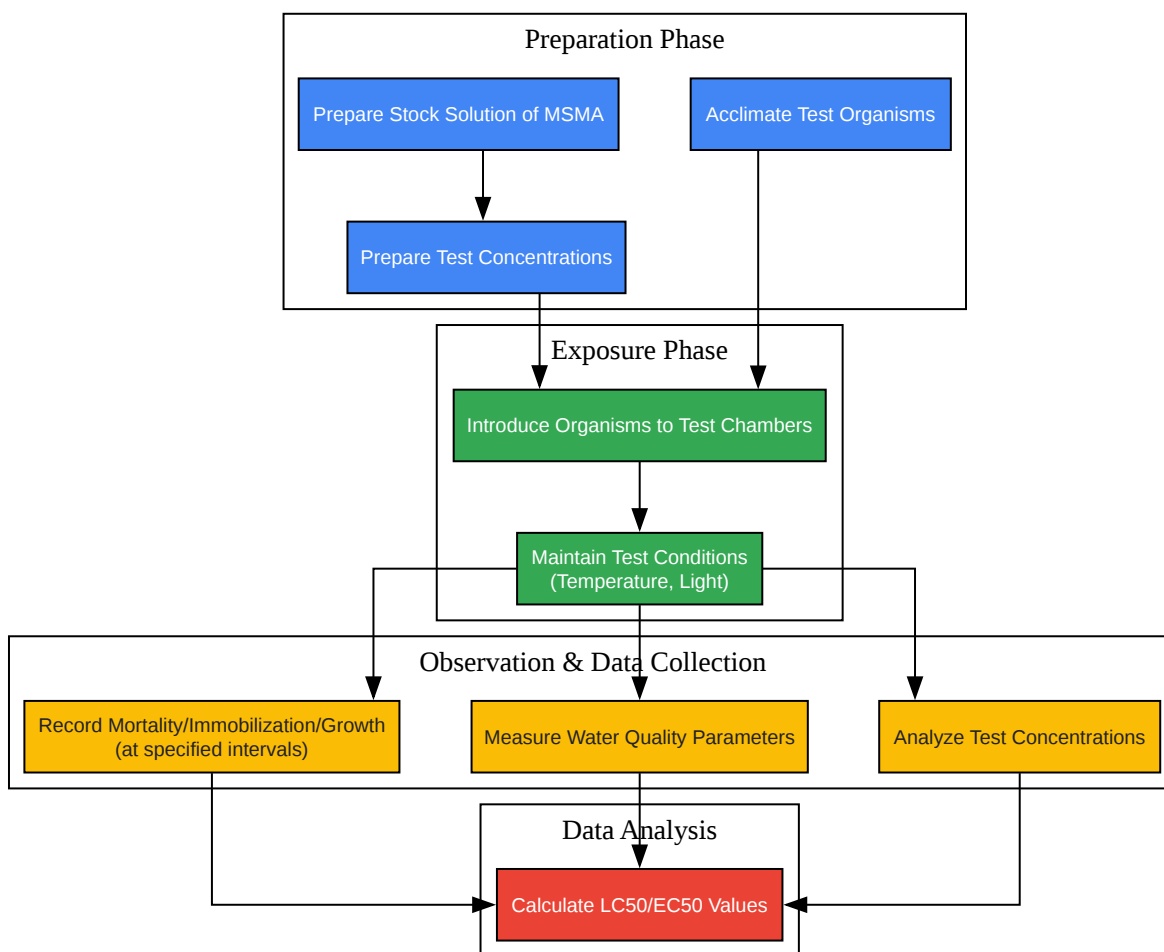 Preparation Phase
Prepare Stock Solution of MSMA
Acclimate Test Organisms
Prepare Test Concentrations
Exposure Phase
Introduce Organisms to Test Chambers
Maintain Test Conditions
(Temperature, Light)
Observation & Data Collection
Record Mortality/Immobilization/Growth
(at specified intervals)
Measure Water Quality Parameters
Analyze Test Concentrations
Data Analysis
Calculate LC50/EC50 Values